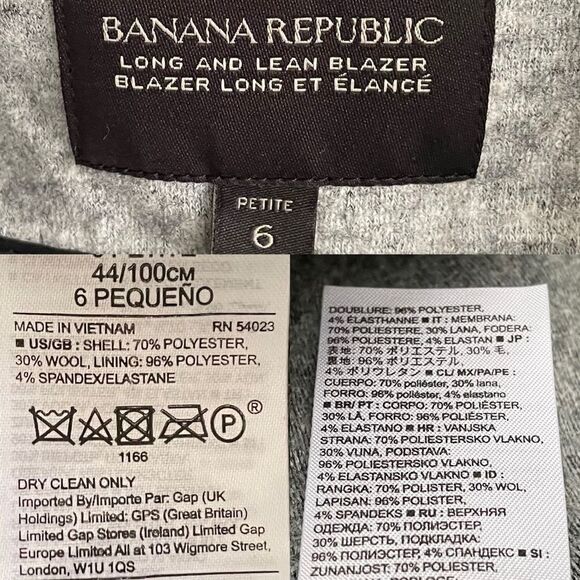 BANANA REPUBLIC
LONG AND LEAN BLAZER
BLAZER LONG ET ÉLANCÉ
PETITE
6
44/100CM
6 PEQUEÑO
MADE IN VIETNAM RN 54023
■ US/GB: SHELL: 70% POLYESTER,
30% WOOL, LINING: 96% POLYESTER,
4% SPANDEX/ELASTANE
P®
1166
DRY CLEAN ONLY
Imported By/Importe Par: Gap (UK
Holdings) Limited: GPS (Great Britain)
Limited Gap Stores (Ireland) Limited Gap
Europe Limited All at 103 Wigmore Street,
London, W1U 1QS
DOUBLURE: 96% POLYESTER,
4% ÉLASTHANNE ■ IT: MEMBRANA:
70% POLIESTERE, 30% LANA, FODERA:
96% POLIESTERE, 4% ELASTAN ■ JP:
表地: 70% ポリエステル, 30% 毛,
裏地: 96% ポリエステル,
4% ポリウレタン ■ CL/ MX/PA/PE:
CUERPO: 70% poliéster, 30% lana,
FORRO: 96% poliéster, 4% elastano
■ BR/PT: CORPO: 70% POLIÉSTER,
30% LÃ, FORRO: 96% POLIÉSTER,
4% ELASTANO ■ HR: VANJSKA
STRANA: 70% POLIESTERSKO VLAKNO,
30% VUNA, PODSTAVA:
96% POLIESTERSKO VLAKNO,
4% ELASTANSKO VLAKNO ■ ID:
RANGKA: 70% POLIESTER, 30% WOL,
LAPISAN: 96% POLIESTER,
4% SPANDEKS ■ RU: ВЕРХНЯЯ
ОДЕЖДА: 70% ПОЛИЭСТЕР,
30% ШЕРСТЬ, ПОДКЛАДКА:
96% ПОЛИЭСТЕР, 4% СПАНДЕКС ■ SI:
ZUNANJOST: 70% POLIESTER,